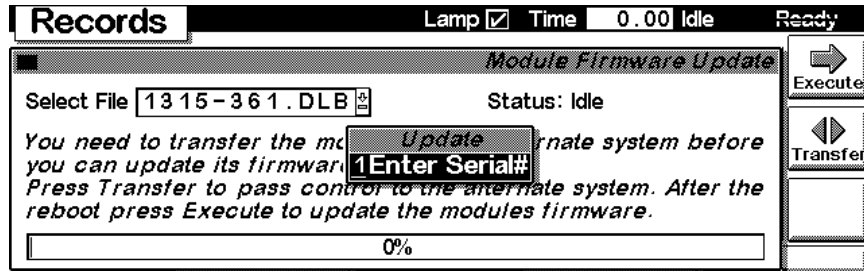 Records
Lamp Time 0.00 Idle Ready
Module Firmware Update
Execute
Select File 1315-361.DLB Status: Idle
You need to transfer the mo rnate system before
Transfer
you can update its firmwar
Update
1 Enter Serial#
Press Transfer to pass control to the alternate system. After the
reboot press Execute to update the modules firmware.
0%